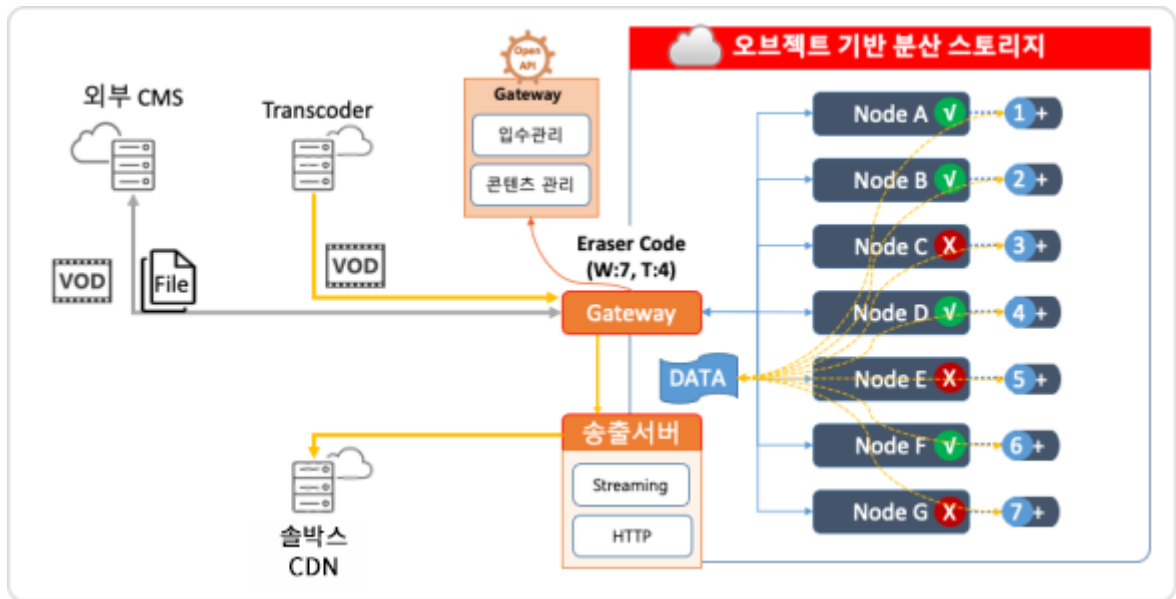 오브젝트 기반 분산 스토리지
Open
API
Gateway
입수관리
콘텐츠 관리
외부 CMS
Transcoder
VOD
File
VOD
Eraser Code
(W:7, T:4)
Gateway
DATA
송출서버
Streaming
HTTP
솔박스
CDN
Node A √ 1 +
Node B √ 2 +
Node C X 3 +
Node D √ 4 +
Node E X 5 +
Node F √ 6 +
Node G X 7 +